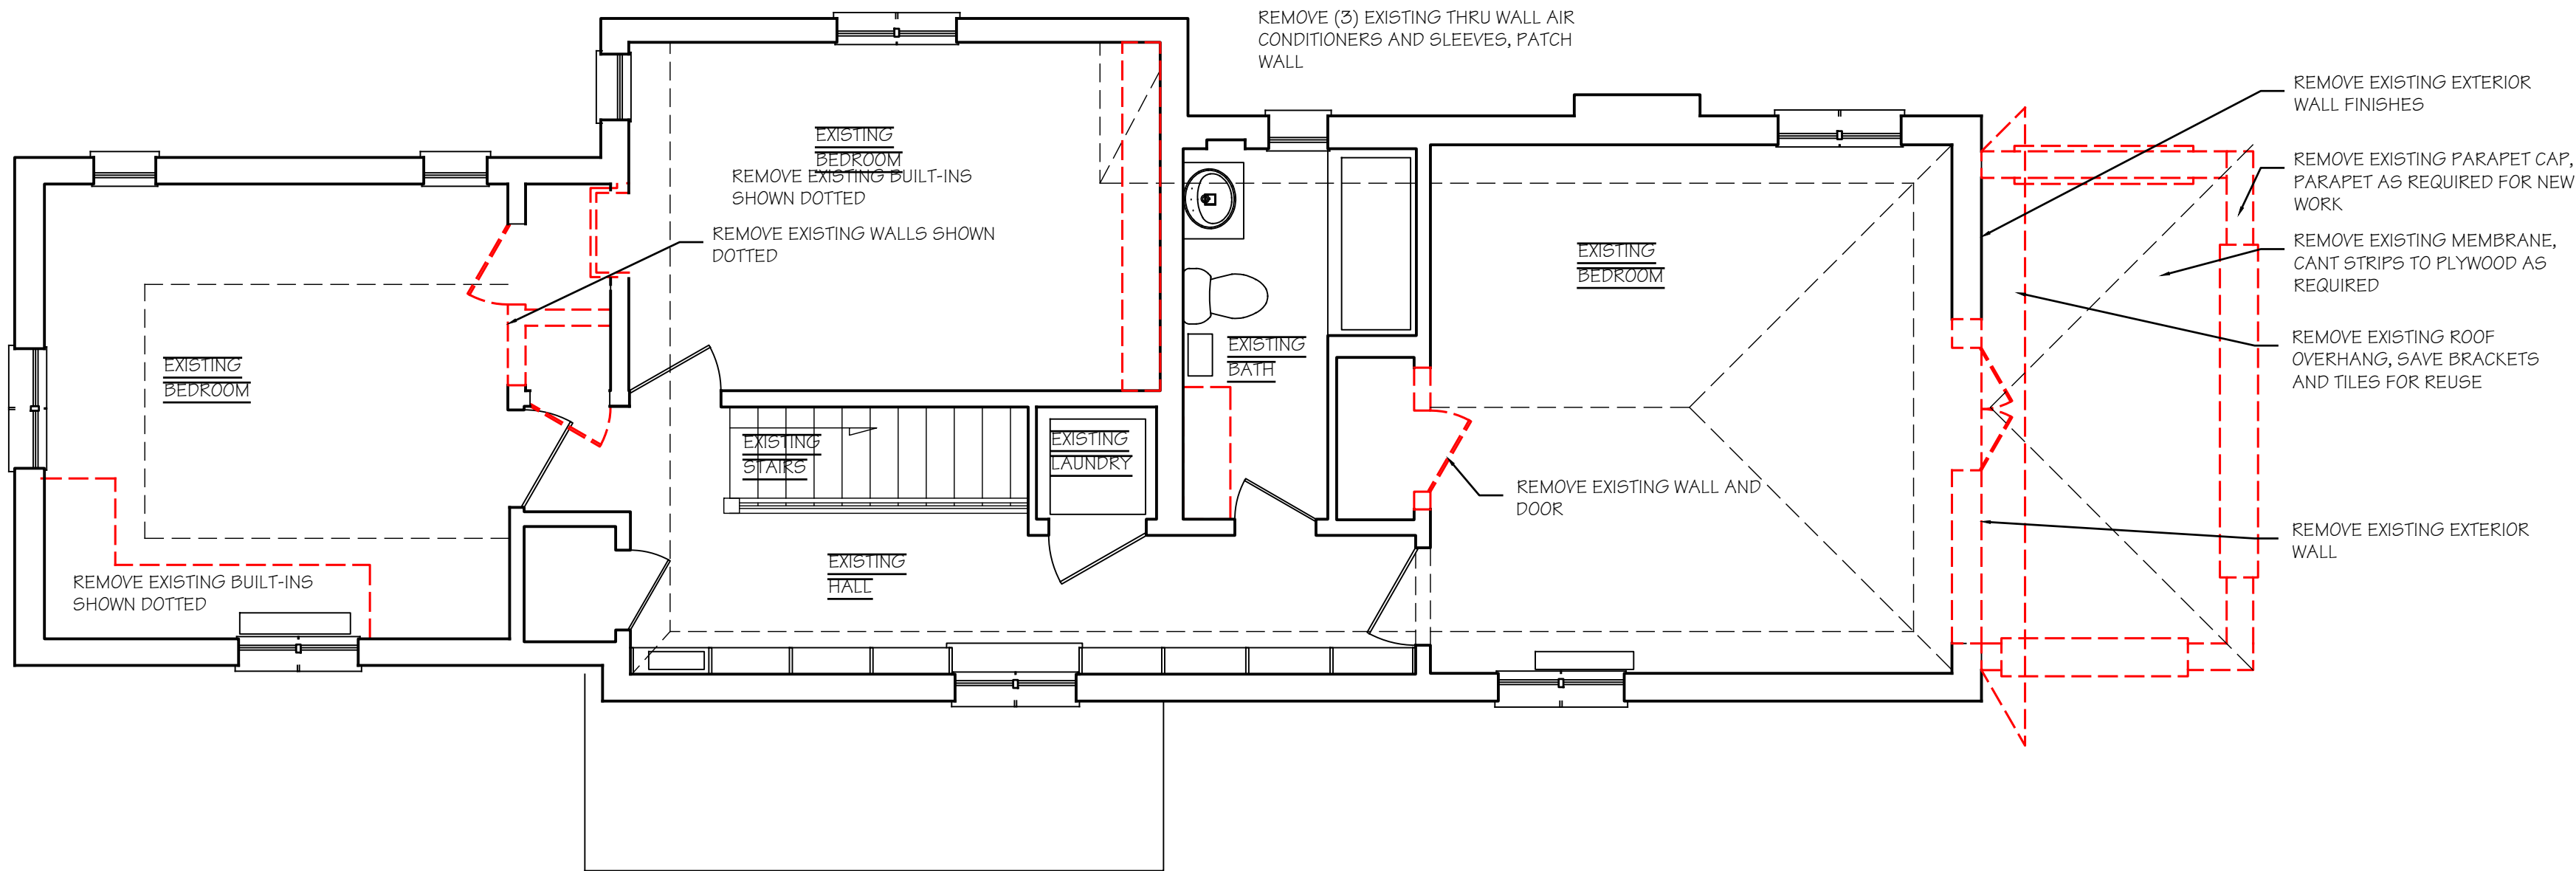 REMOVE (3) EXISTING THRU WALL AIR
CONDITIONERS AND SLEEVES, PATCH
WALL
REMOVE EXISTING EXTERIOR
WALL FINISHES
EXISTING
BEDROOM
REMOVE EXISTING BUILT-INS
SHOWN DOTTED
REMOVE EXISTING PARAPET CAP,
PARAPET AS REQUIRED FOR NEW
WORK
REMOVE EXISTING WALLS SHOWN
DOTTED
EXISTING
BEDROOM
REMOVE EXISTING MEMBRANE,
CANT STRIPS TO PLYWOOD AS
REQUIRED
EXISTING
BEDROOM
EXISTING
BATH
REMOVE EXISTING ROOF
OVERHANG, SAVE BRACKETS
AND TILES FOR REUSE
EXISTING
STAIRS
EXISTING
LAUNDRY
REMOVE EXISTING WALL AND
DOOR
REMOVE EXISTING EXTERIOR
WALL
REMOVE EXISTING BUILT-INS
SHOWN DOTTED
EXISTING
HALL